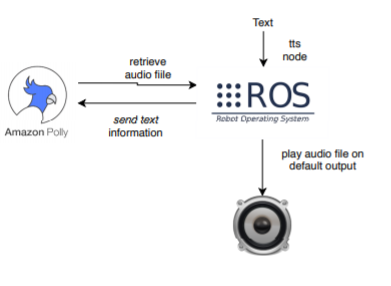 Text
tts
node
retrieve
audio fiile
ROS
Robot Operating System
Amazon Polly
send text
information
play audio file on
default output